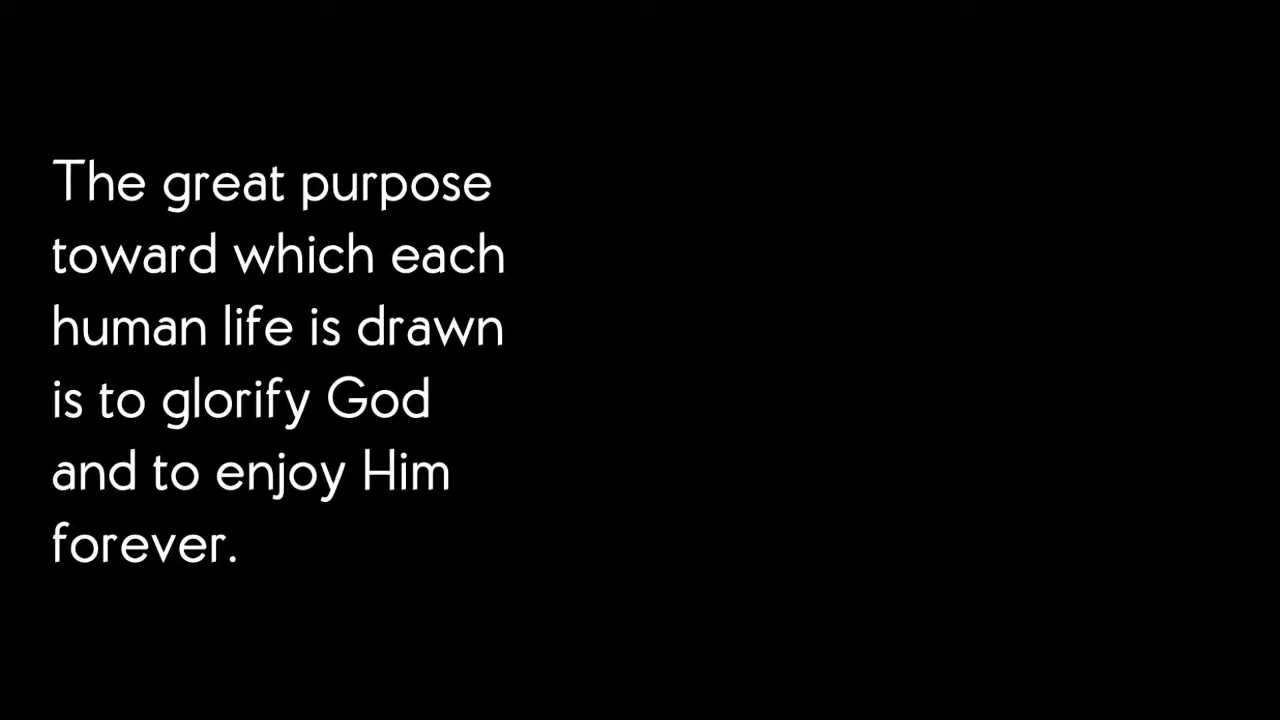 The great purpose
toward which each
human life is drawn
is to glorify God
and to enjoy Him
forever.